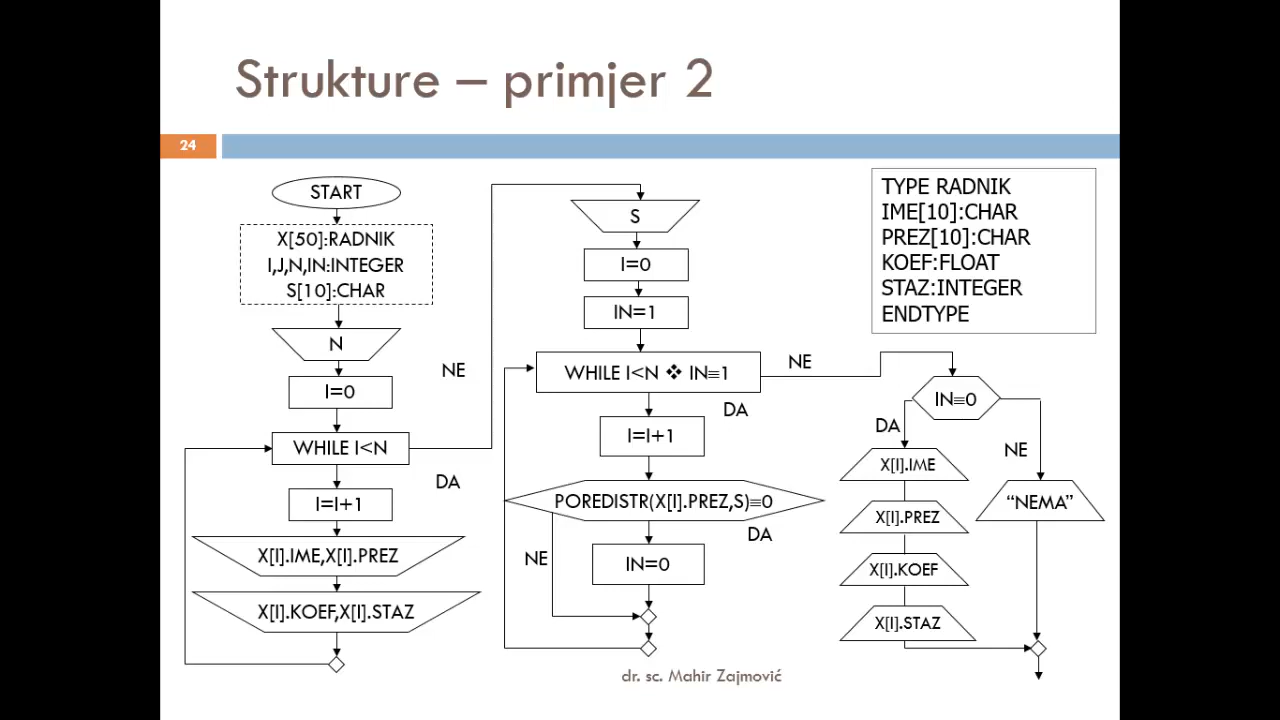 Strukture – primjer 2
24
START
X[50]:RADNIK
I,J,N,IN:INTEGER
S[10]:CHAR
N
I=0
NE
WHILE I<N
DA
I=I+1
X[I].IME,X[I].PREZ
X[I].KOEF,X[I].STAZ
S
I=0
IN=1
WHILE I<N ❖ IN≡1
NE
DA
I=I+1
POREDISTR(X[I].PREZ,S)≡0
DA
NE
IN=0
TYPE RADNIK
IME[10]:CHAR
PREZ[10]:CHAR
KOEF:FLOAT
STAZ:INTEGER
ENDTYPE
IN≡0
DA
NE
X[I].IME
X[I].PREZ
X[I].KOEF
X[I].STAZ
“NEMA”
dr. sc. Mahir Zajmović